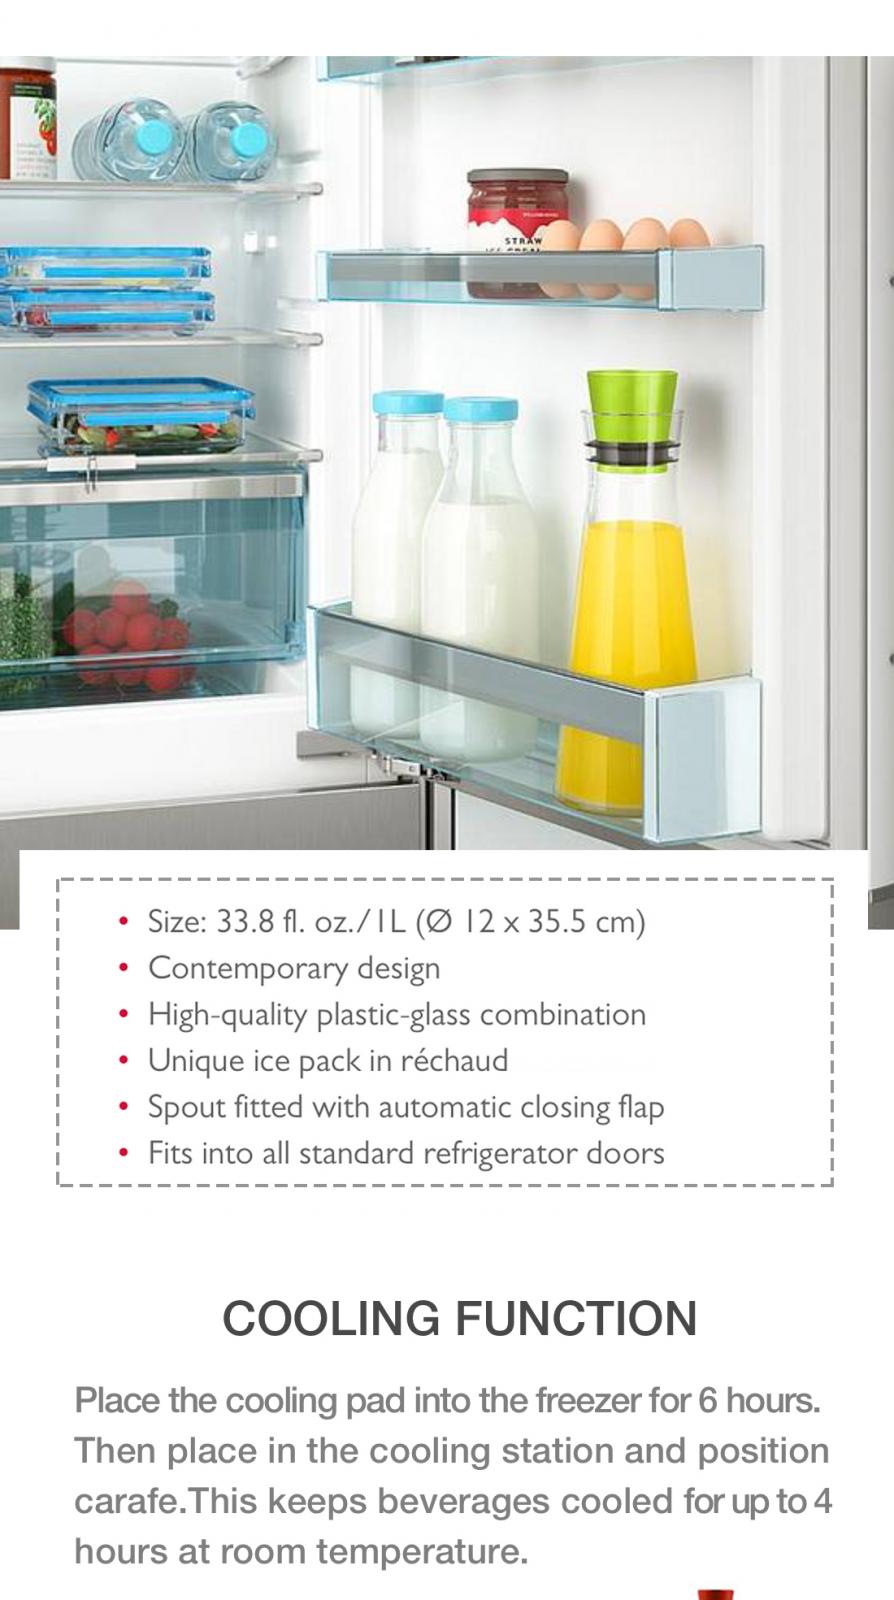 STRAW
• Size: 33.8 fl. oz./1L (Ø 12 x 35.5 cm)
• Contemporary design
• High-quality plastic-glass combination
• Unique ice pack in réchaud
• Spout fitted with automatic closing flap
• Fits into all standard refrigerator doors
COOLING FUNCTION
Place the cooling pad into the freezer for 6 hours.
Then place in the cooling station and position
carafe.This keeps beverages cooled for up to 4
hours at room temperature.